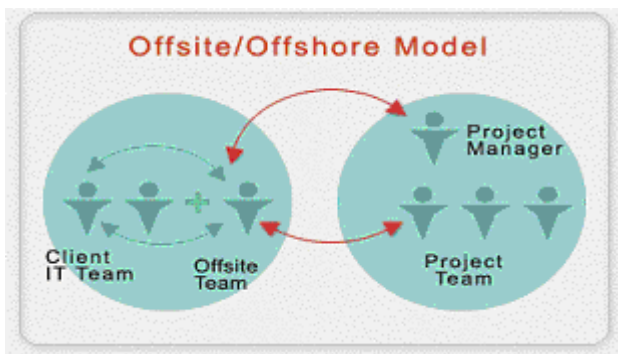 Offsite/Offshore Model
Client
IT Team
+
Offsite
Team
Project
Manager
Project
Team